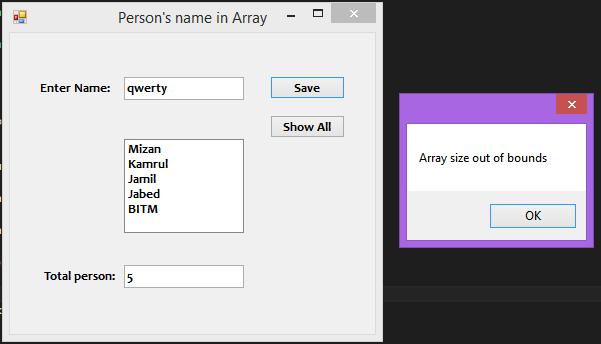 Person's name in Array
Enter Name: qwerty Save
Show All
Mizan
Kamrul
Jamil
Jabed
BITM
Total person: 5
Array size out of bounds
OK